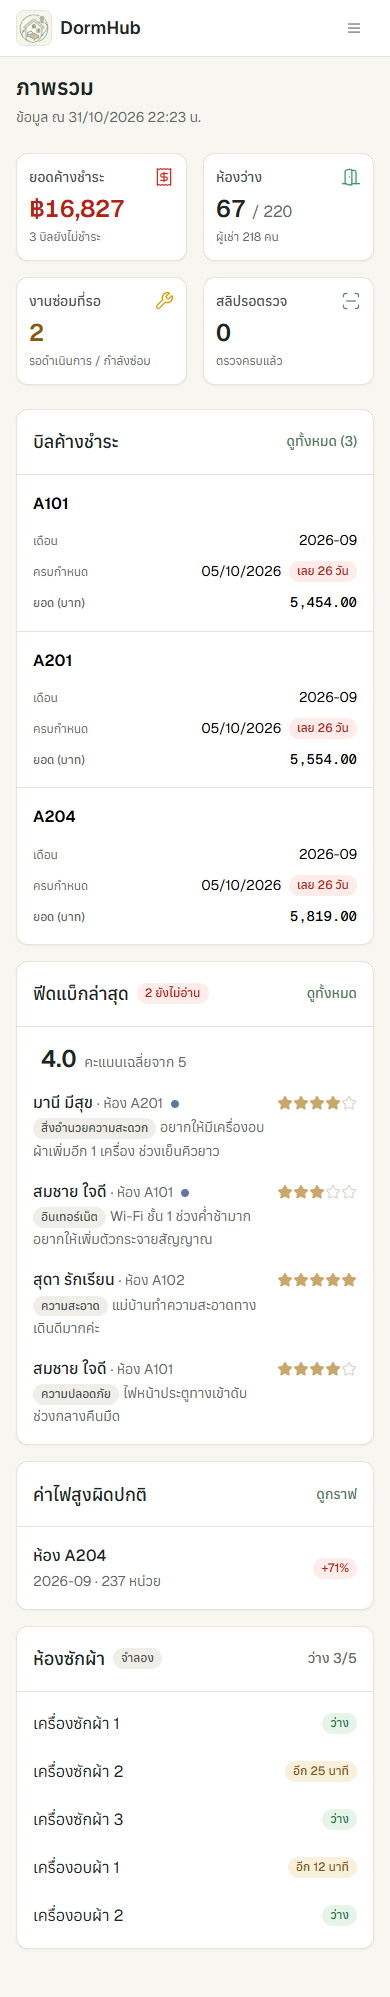 DormHub
ภาพรวม
ข้อมูล ณ 31/10/2026 22:23 น.
ยอดค้างชำระ
฿16,827
3 บิลยังไม่ชำระ
ห้องว่าง
67 / 220
ผู้เช่า 218 คน
งานซ่อมที่รอ
2
รอดำเนินการ / กำลังซ่อม
สลิปรอตรวจ
0
ตรวจครบแล้ว
บิลค้างชำระ
ดูทั้งหมด (3)
A101
เดือน 2026-09
ครบกำหนด 05/10/2026 เลย 26 วัน
ยอด (บาท) 5,454.00
A201
เดือน 2026-09
ครบกำหนด 05/10/2026 เลย 26 วัน
ยอด (บาท) 5,554.00
A204
เดือน 2026-09
ครบกำหนด 05/10/2026 เลย 26 วัน
ยอด (บาท) 5,819.00
ฟีดแบ็กล่าสุด 2 ยังไม่อ่าน ดูทั้งหมด
4.0 คะแนนเฉลี่ยจาก 5
มานี มีสุข · ห้อง A201
สิ่งอำนวยความสะดวก อยากให้มีเครื่องอบ
ผ้าเพิ่มอีก 1 เครื่อง ช่วงเย็นคิวยาว
สมชาย ใจดี · ห้อง A101
อินเทอร์เน็ต Wi-Fi ชั้น 1 ช่วงค่ำช้ามาก
อยากให้เพิ่มตัวกระจายสัญญาณ
สุดา รักเรียน · ห้อง A102
ความสะอาด แม่บ้านทำความสะอาดทาง
เดินดีมากค่ะ
สมชาย ใจดี · ห้อง A101
ความปลอดภัย ไฟหน้าประตูทางเข้าดับ
ช่วงกลางคืนมืด
ค่าไฟสูงผิดปกติ ดูกราฟ
ห้อง A204
2026-09 · 237 หน่วย
+71%
ห้องซักผ้า จำลอง ว่าง 3/5
เครื่องซักผ้า 1 ว่าง
เครื่องซักผ้า 2 อีก 25 นาที
เครื่องซักผ้า 3 ว่าง
เครื่องอบผ้า 1 อีก 12 นาที
เครื่องอบผ้า 2 ว่าง